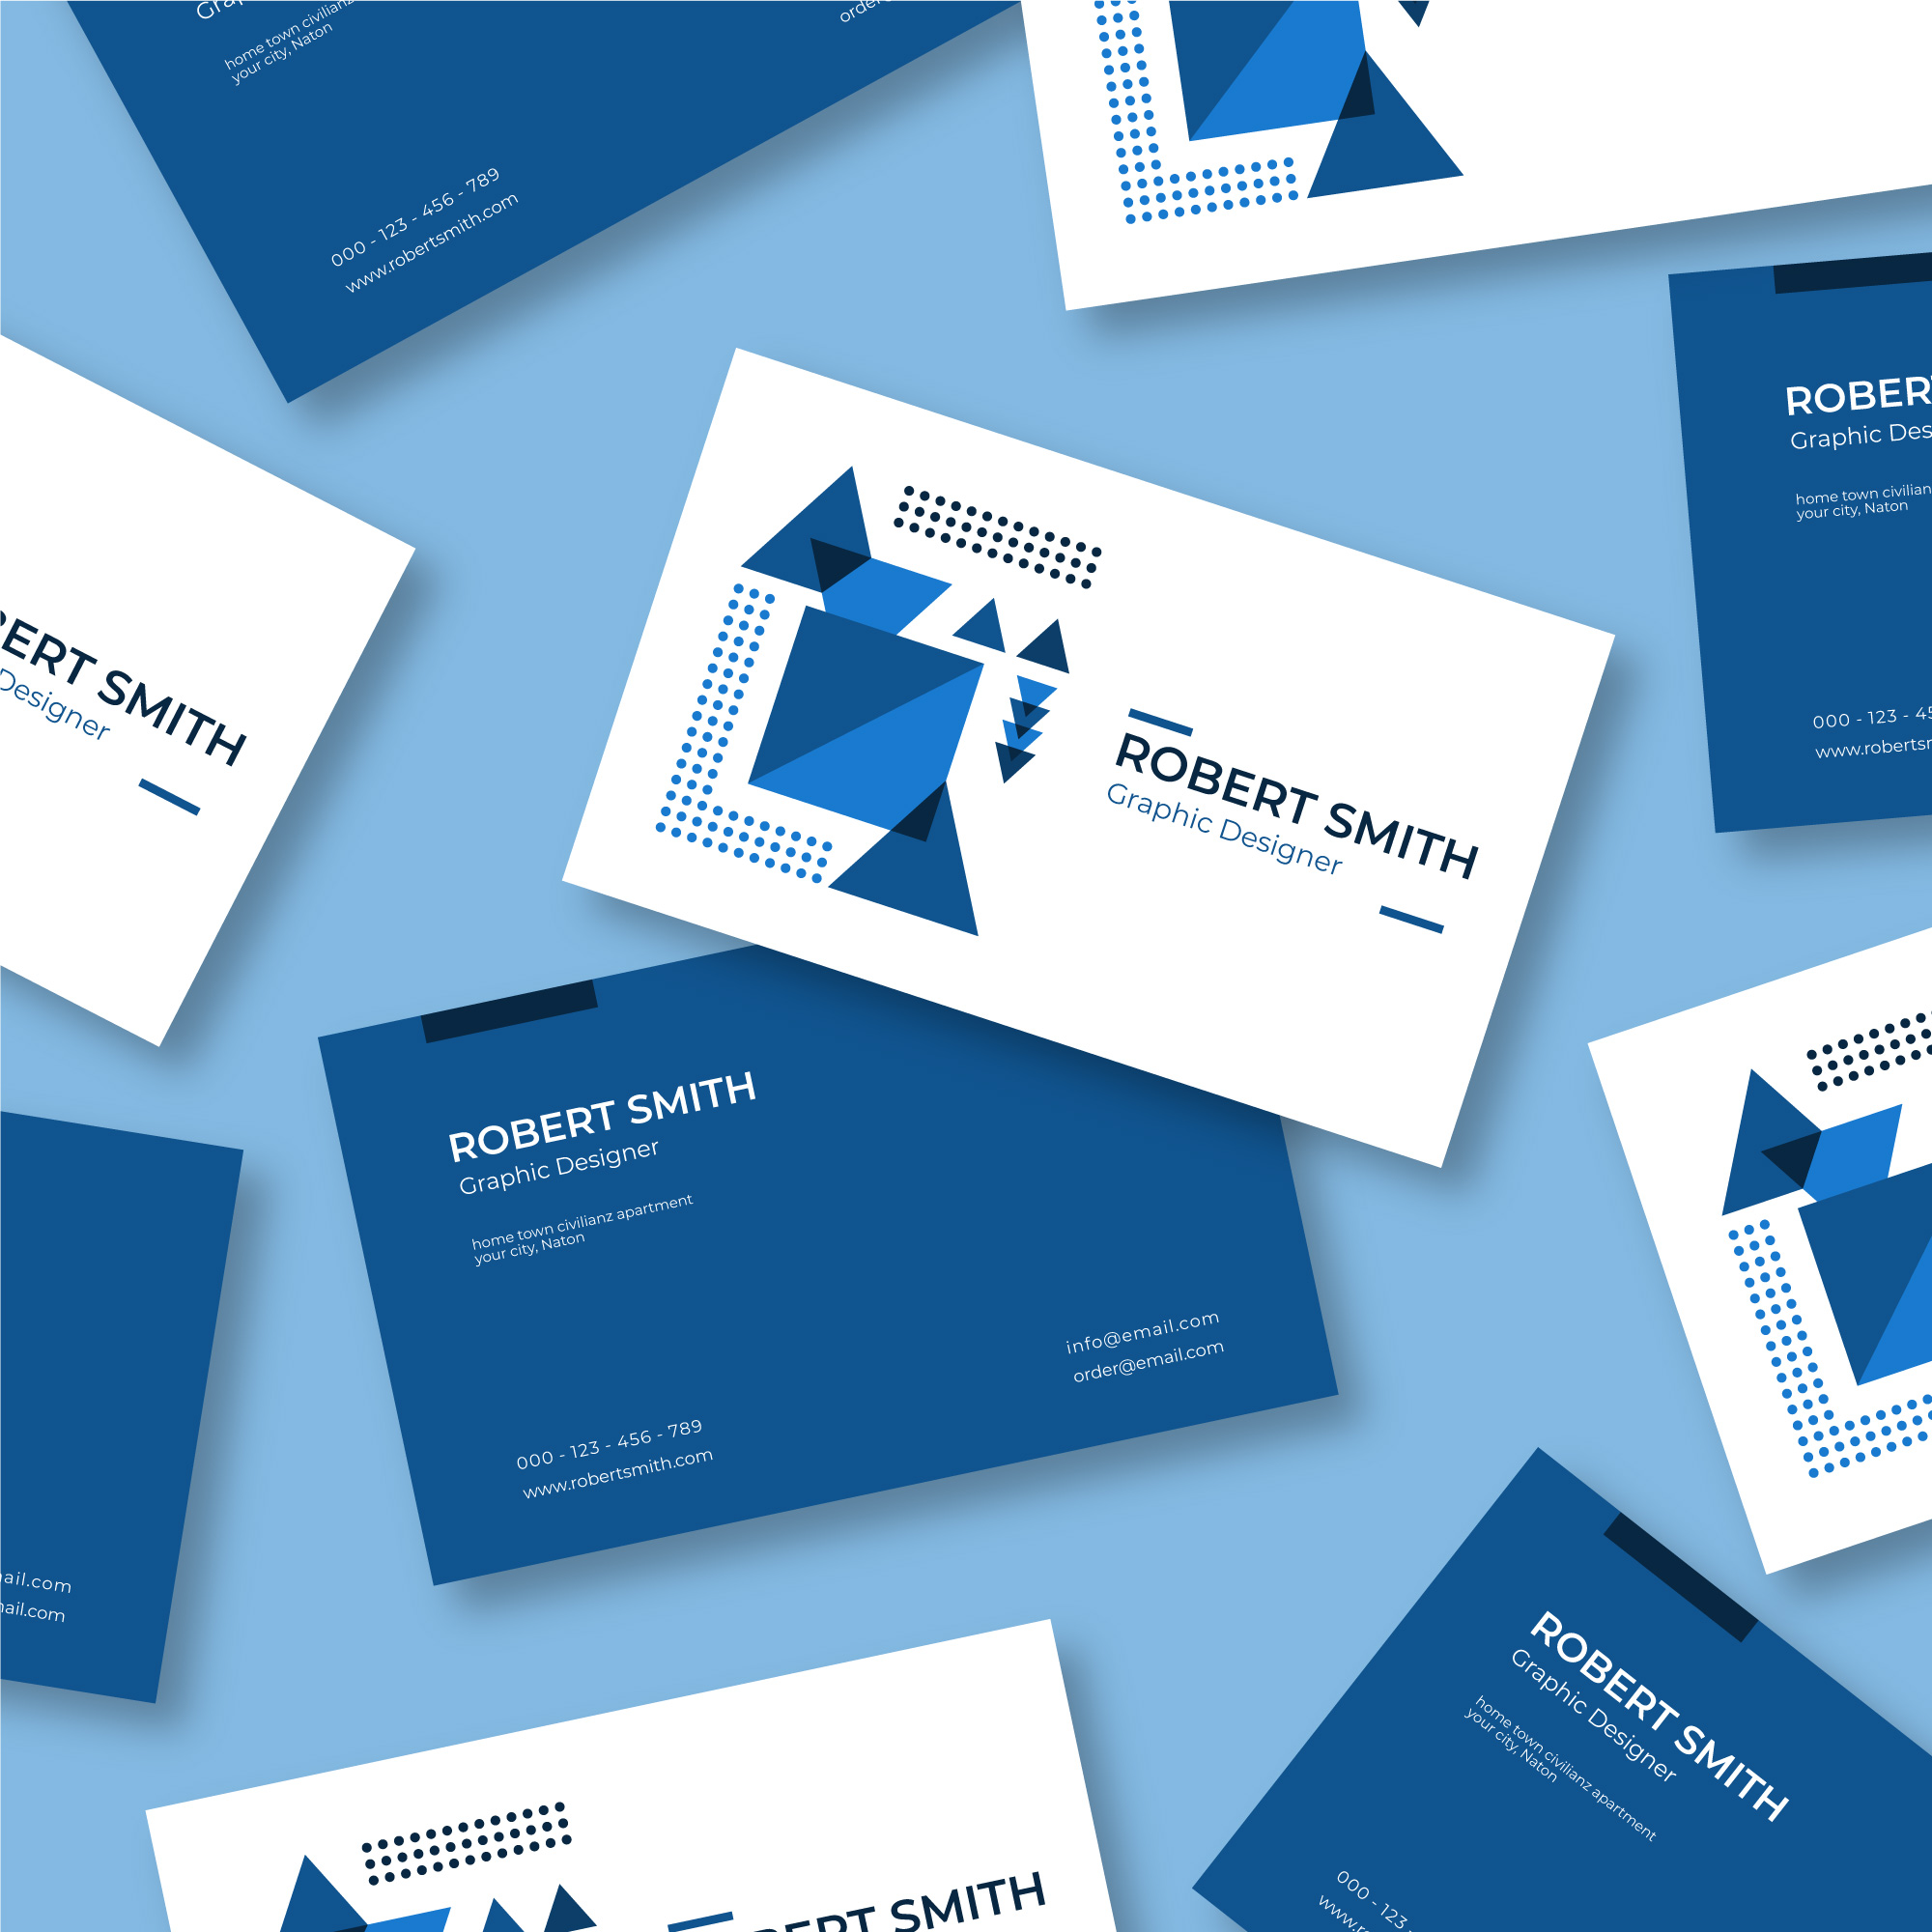 home town civilianz
your city, Naton
000 - 123 - 456 - 789
www.robertsmith.com
ROBERT SMITH
Graphic Designer
ROBERT SMITH
Graphic Designer
home town civilianz apartment
your city, Naton
info@email.com
order@email.com
000 - 123 - 456 - 789
www.robertsmith.com
BERT SMITH
Designer
Graphic Des
home town civilian
your city, Naton
000 - 123 - 45
www.roberts
ail.com
ail.com
ROBERT SMITH
Graphic Designer
home town civilianz apartment
your city, Naton
000 - 123
BERT SMITH